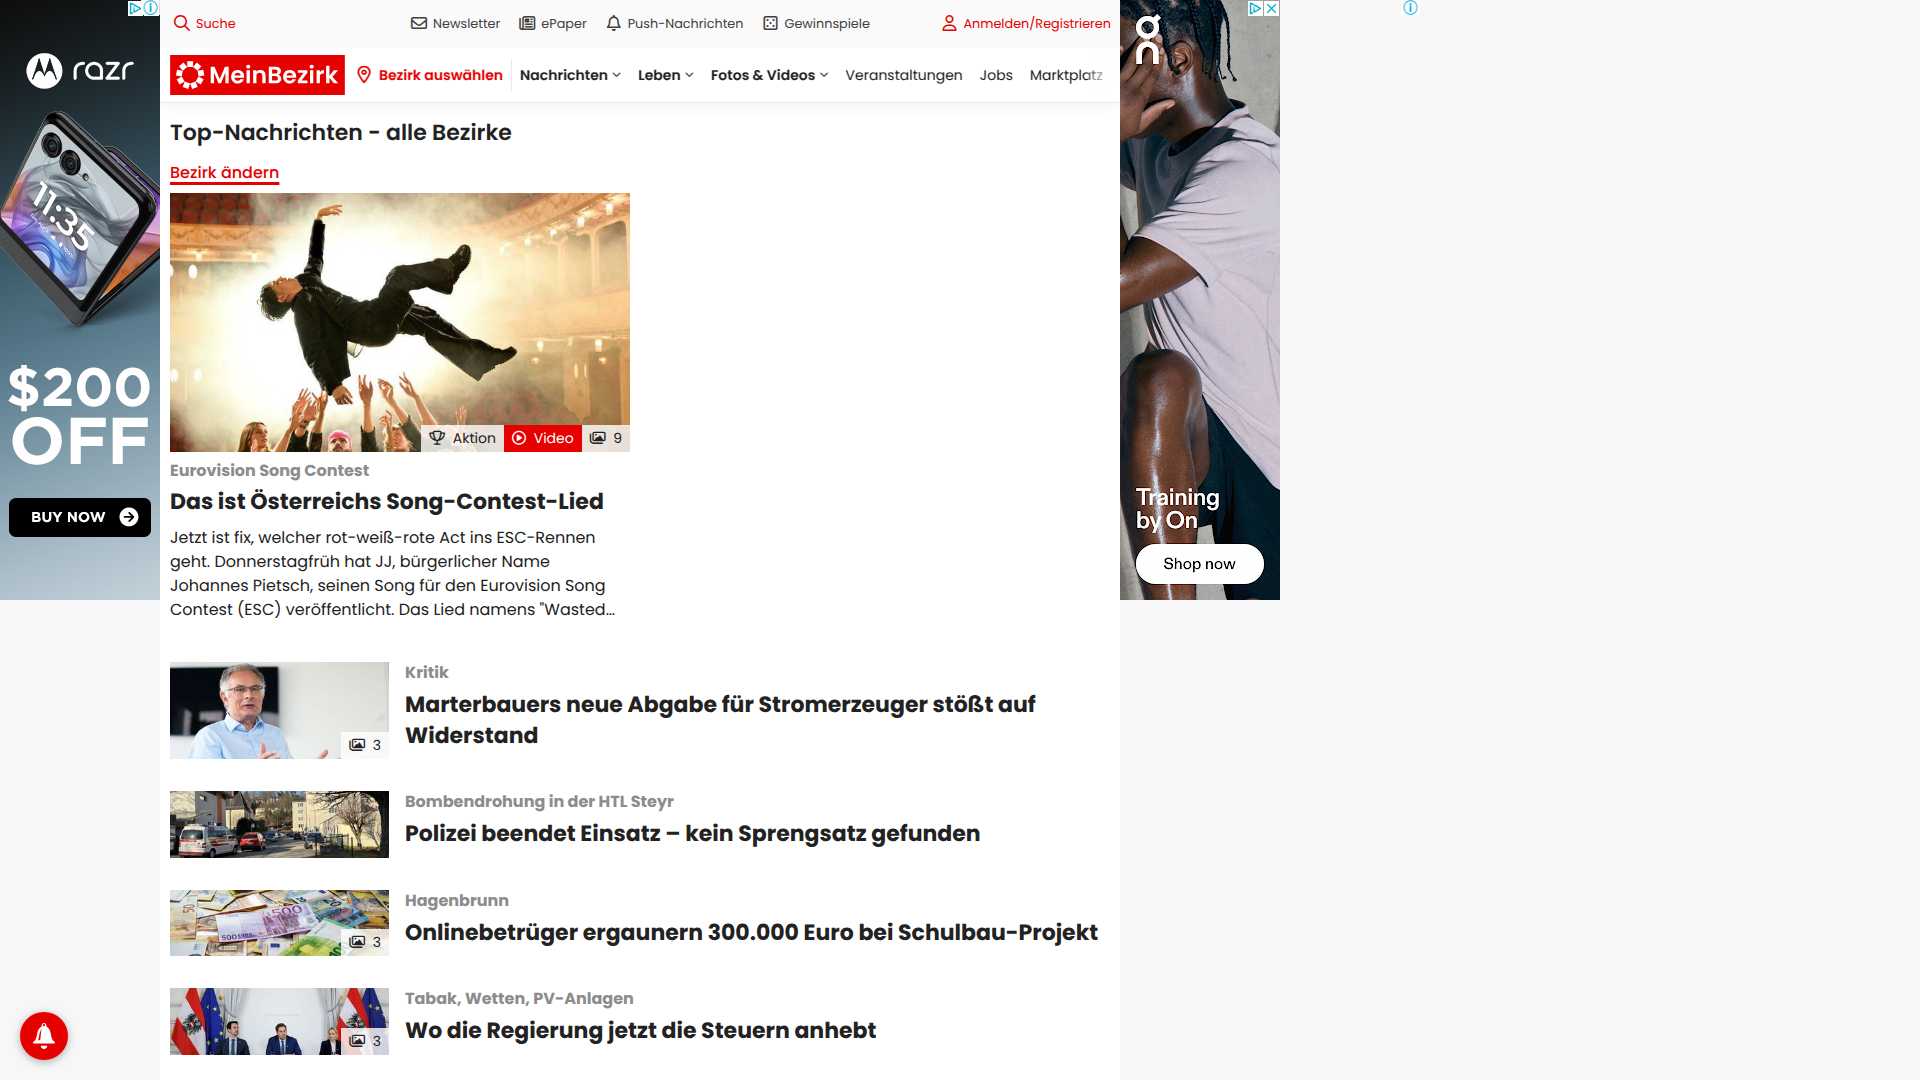 Suche
Newsletter
ePaper
Push-Nachrichten
Gewinnspiele
Anmelden/Registrieren
MeinBezirk
Bezirk auswählen
Nachrichten
Leben
Fotos & Videos
Veranstaltungen
Jobs
Marktplatz
razr
11:35
$200
OFF
BUY NOW
Top-Nachrichten - alle Bezirke
Bezirk ändern
Aktion
Video
9
Eurovision Song Contest
Das ist Österreichs Song-Contest-Lied
Jetzt ist fix, welcher rot-weiß-rote Act ins ESC-Rennen
geht. Donnerstagfrüh hat JJ, bürgerlicher Name
Johannes Pietsch, seinen Song für den Eurovision Song
Contest (ESC) veröffentlicht. Das Lied namens "Wasted...
3
Kritik
Marterbauers neue Abgabe für Stromerzeuger stößt auf
Widerstand
Bombendrohung in der HTL Steyr
Polizei beendet Einsatz – kein Sprengsatz gefunden
3
Hagenbrunn
Onlinebetrüger ergaunern 300.000 Euro bei Schulbau-Projekt
3
Tabak, Wetten, PV-Anlagen
Wo die Regierung jetzt die Steuern anhebt
on
Training
by On
Shop now